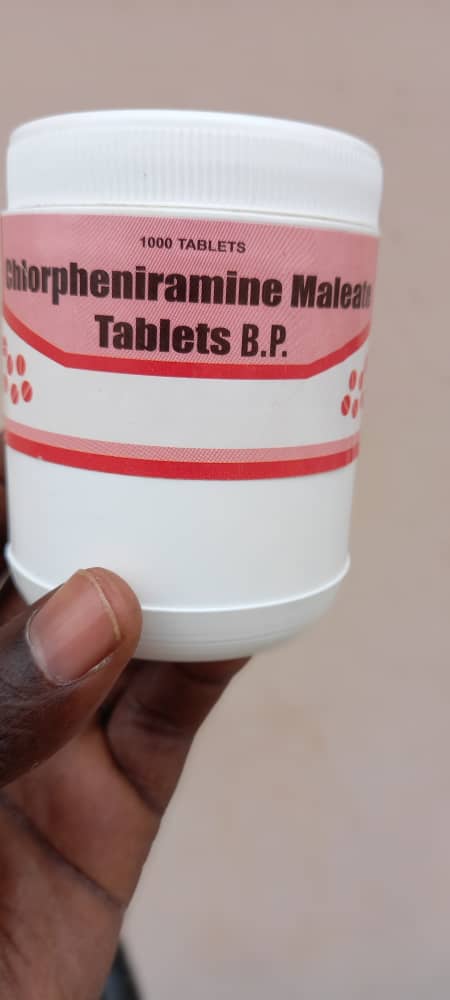 1000 TABLETS
Chlorpheniramine Maleate
Tablets B.P.